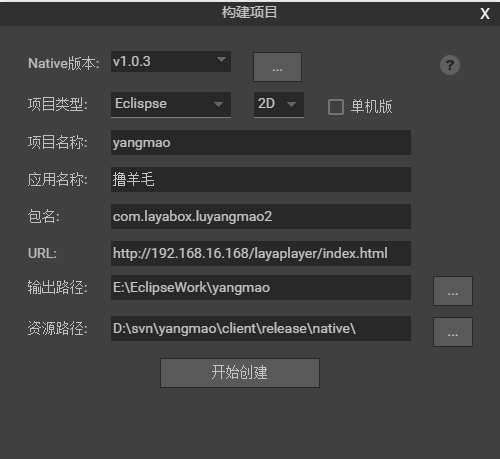 构建项目 X
Native版本: v1.0.3 ... ?
项目类型: Eclispse 2D 单机版
项目名称: yangmao
应用名称: 撸羊毛
包名: com.layabox.luyangmao2
URL: http://192.168.16.168/layaplayer/index.html
输出路径: E:\EclipseWork\yangmao ...
资源路径: D:\svn\yangmao\client\release\native\ ...
开始创建